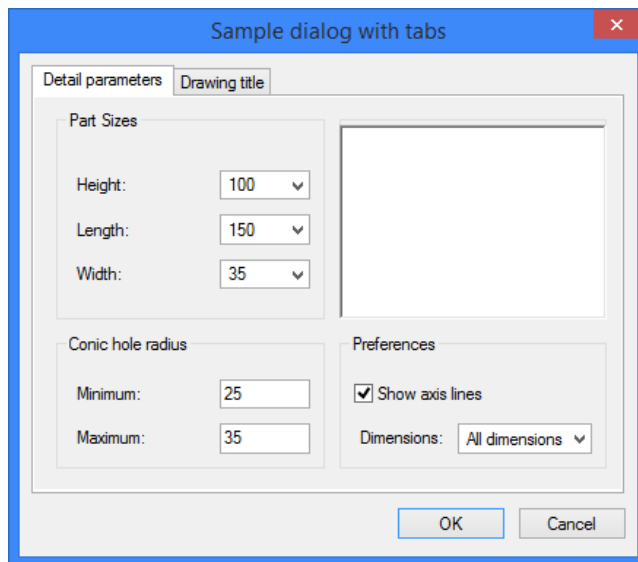 Sample dialog with tabs
Detail parameters Drawing title
Part Sizes
Height: 100
Length: 150
Width: 35
Conic hole radius
Minimum: 25
Maximum: 35
Preferences
Show axis lines
Dimensions: All dimensions
OK Cancel